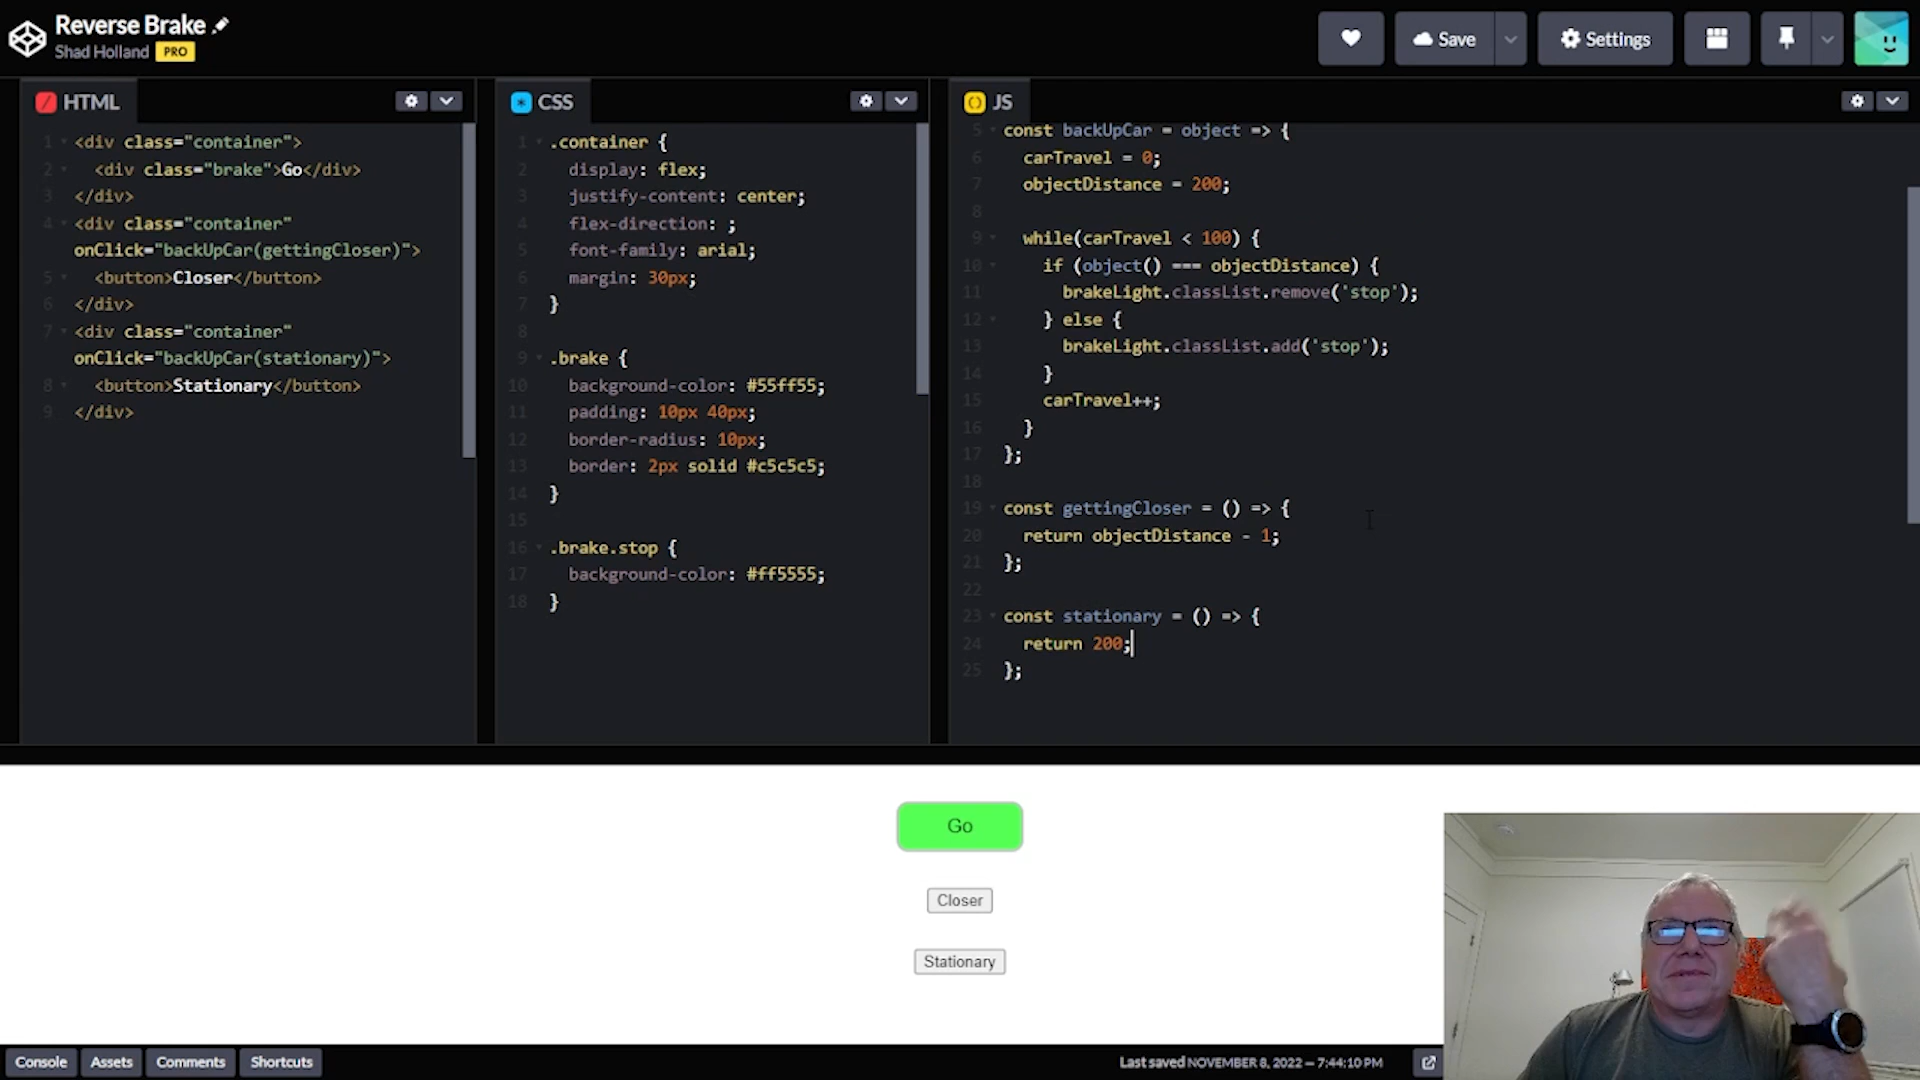 Reverse Brake
Shad Holland PRO
Save
Settings
HTML
1 <div class="container">
2 <div class="brake">Go</div>
3 </div>
4 <div class="container"
onClick="backUpCar(gettingCloser)">
5 <button>Closer</button>
6 </div>
7 <div class="container"
onClick="backUpCar(stationary)">
8 <button>Stationary</button>
9 </div>
CSS
1 .container {
2 display: flex;
3 justify-content: center;
4 flex-direction: ;
5 font-family: arial;
6 margin: 30px;
7 }
8
9 .brake {
10 background-color: #55ff55;
11 padding: 10px 40px;
12 border-radius: 10px;
13 border: 2px solid #c5c5c5;
14 }
15
16 .brake.stop {
17 background-color: #ff5555;
18 }
JS
5 const backUpCar = object => {
6 carTravel = 0;
7 objectDistance = 200;
8
9 while(carTravel < 100) {
10 if (object() === objectDistance) {
11 brakeLight.classList.remove('stop');
12 } else {
13 brakeLight.classList.add('stop');
14 }
15 carTravel++;
16 }
17 };
18
19 const gettingCloser = () => {
20 return objectDistance - 1;
21 };
22
23 const stationary = () => {
24 return 200;
25 };
Go
Closer
Stationary
Console
Assets
Comments
Shortcuts
Last saved NOVEMBER 8, 2022 — 7:44:10 PM